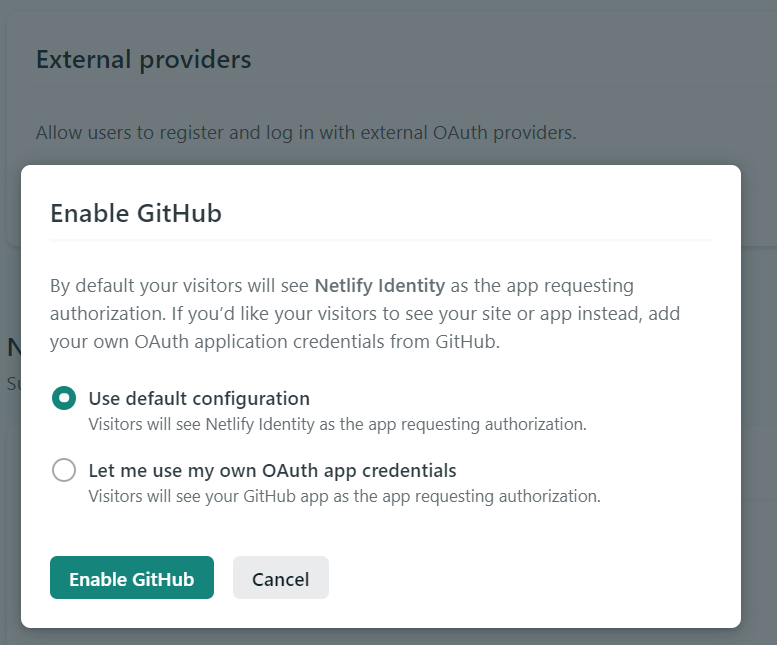 External providers
Allow users to register and log in with external OAuth providers.
Enable GitHub
By default your visitors will see Netlify Identity as the app requesting
authorization. If you’d like your visitors to see your site or app instead, add
your own OAuth application credentials from GitHub.
Use default configuration
Visitors will see Netlify Identity as the app requesting authorization.
Let me use my own OAuth app credentials
Visitors will see your GitHub app as the app requesting authorization.
Enable GitHub Cancel